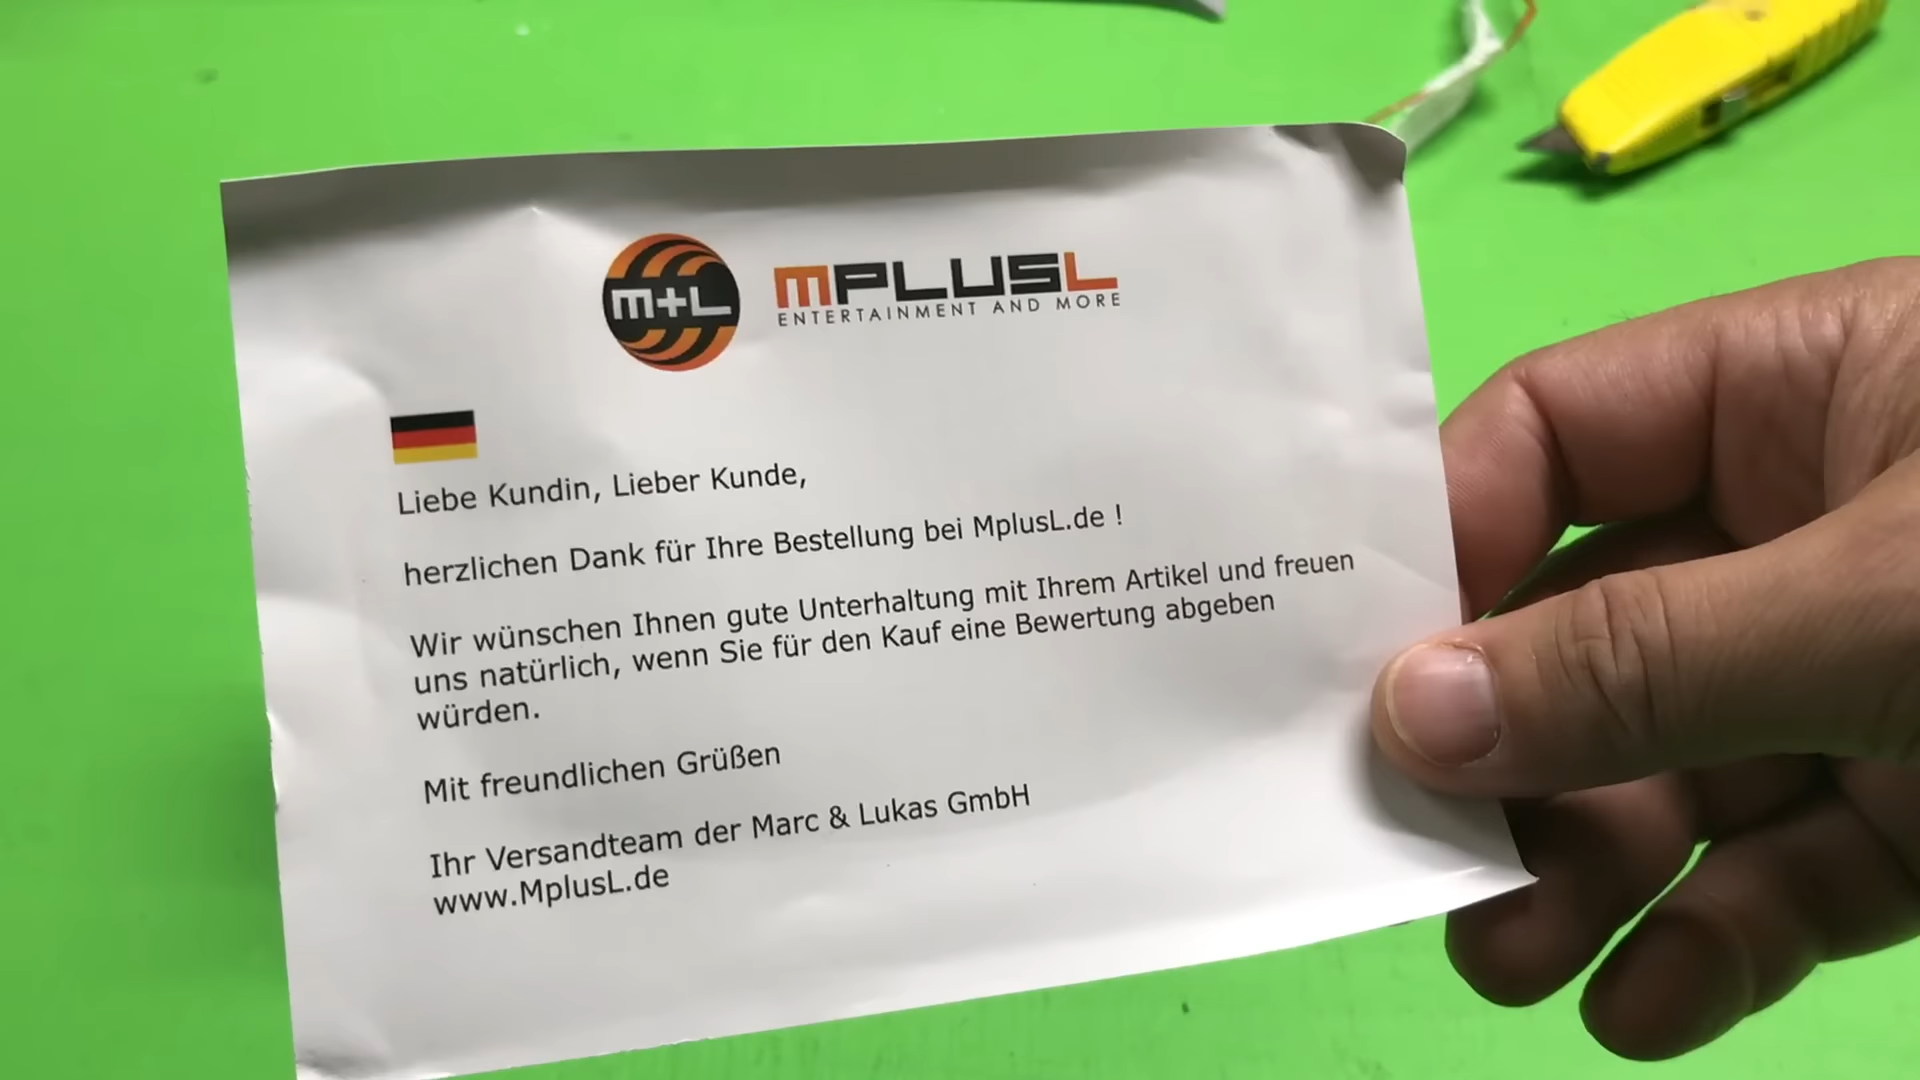 m+L
mPLUSL
ENTERTAINMENT AND MORE
Liebe Kundin, Lieber Kunde,
herzlichen Dank für Ihre Bestellung bei MplusL.de !
Wir wünschen Ihnen gute Unterhaltung mit Ihrem Artikel und freuen
uns natürlich, wenn Sie für den Kauf eine Bewertung abgeben
würden.
Mit freundlichen Grüßen
Ihr Versandteam der Marc & Lukas GmbH
www.MplusL.de